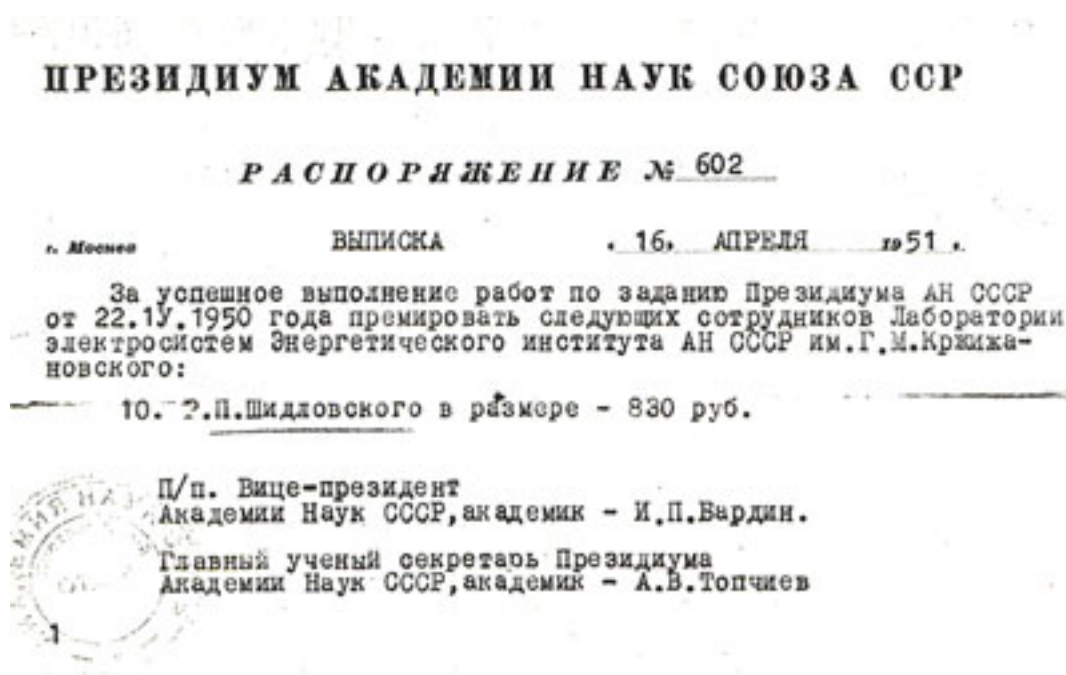 ПРЕЗИДИУМ АКАДЕМИИ НАУК СОЮЗА ССР
РАСПОРЯЖЕНИЕ № 602
г. Москва ВЫПИСКА " 16 " АПРЕЛЯ 1951 г.
За успешное выполнение работ по заданию Президиума АН СССР
от 22.1У.1950 года премировать следующих сотрудников Лаборатории
электросистем Энергетического института АН СССР им.Г.М.Кржижа-
новского:
10. П.Шидловского в размере - 830 руб.
П/п. Вице-президент
Академии Наук СССР,академик - И.П.Бардин.
Главный ученый секретарь Президиума
Академии Наук СССР,академик - А.В.Топчиев
1